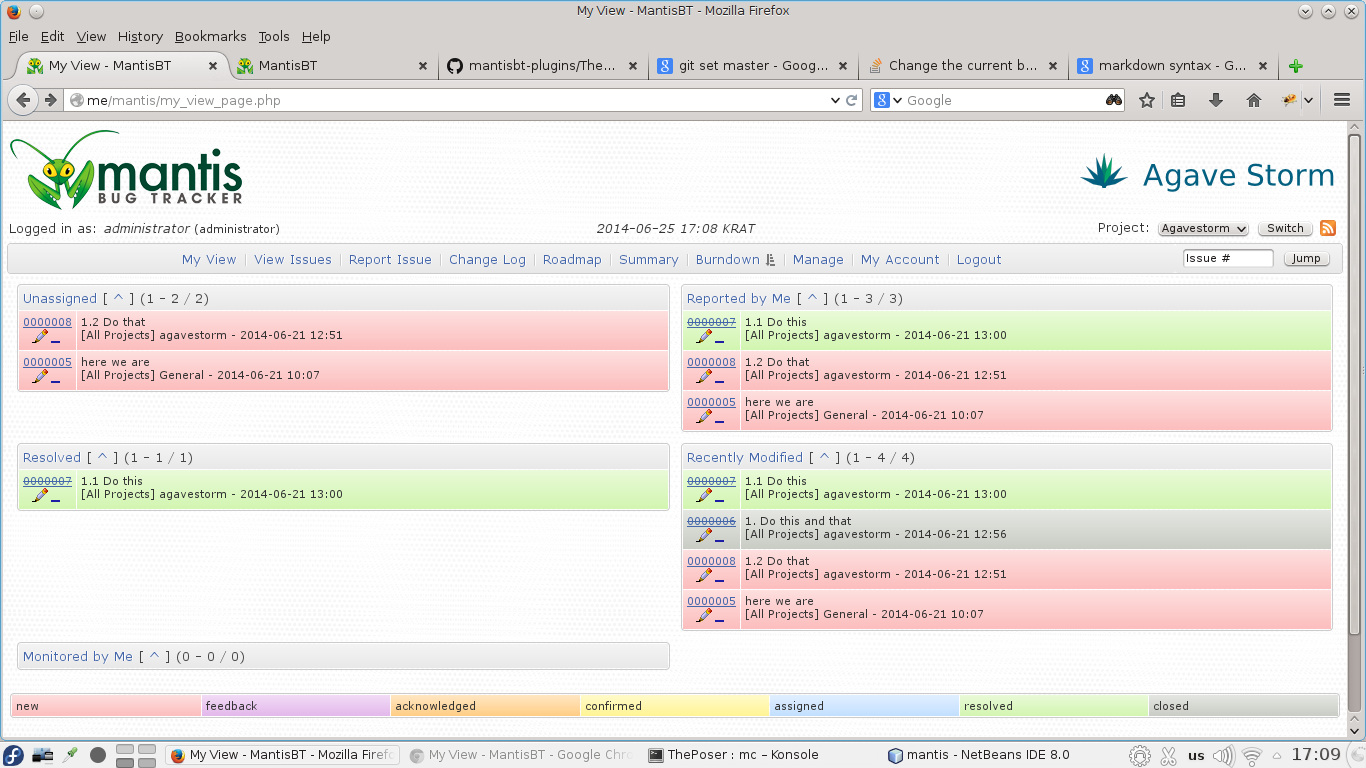 My View - MantisBT - Mozilla Firefox
File Edit View History Bookmarks Tools Help
My View - MantisBT
MantisBT
mantisbt-plugins/The...
git set master - Goog...
Change the current b...
markdown syntax - G...
me/mantis/my_view_page.php
Google
mantis
BUG TRACKER
Agave Storm
Logged in as: administrator (administrator)
2014-06-25 17:08 KRAT
Project: Agavestorm Switch
My View | View Issues | Report Issue | Change Log | Roadmap | Summary | Burndown | Manage | My Account | Logout
Issue # Jump
Unassigned [ ^ ] (1 - 2 / 2)
0000008 1.2 Do that
[All Projects] agavestorm - 2014-06-21 12:51
0000005 here we are
[All Projects] General - 2014-06-21 10:07
Reported by Me [ ^ ] (1 - 3 / 3)
0000007 1.1 Do this
[All Projects] agavestorm - 2014-06-21 13:00
0000008 1.2 Do that
[All Projects] agavestorm - 2014-06-21 12:51
0000005 here we are
[All Projects] General - 2014-06-21 10:07
Resolved [ ^ ] (1 - 1 / 1)
0000007 1.1 Do this
[All Projects] agavestorm - 2014-06-21 13:00
Recently Modified [ ^ ] (1 - 4 / 4)
0000007 1.1 Do this
[All Projects] agavestorm - 2014-06-21 13:00
0000006 1. Do this and that
[All Projects] agavestorm - 2014-06-21 12:56
0000008 1.2 Do that
[All Projects] agavestorm - 2014-06-21 12:51
0000005 here we are
[All Projects] General - 2014-06-21 10:07
Monitored by Me [ ^ ] (0 - 0 / 0)
new feedback acknowledged confirmed assigned resolved closed
My View - MantisBT - Mozilla Firefo
My View - MantisBT - Google Chro
ThePoser : mc – Konsole
mantis - NetBeans IDE 8.0
us
17:09